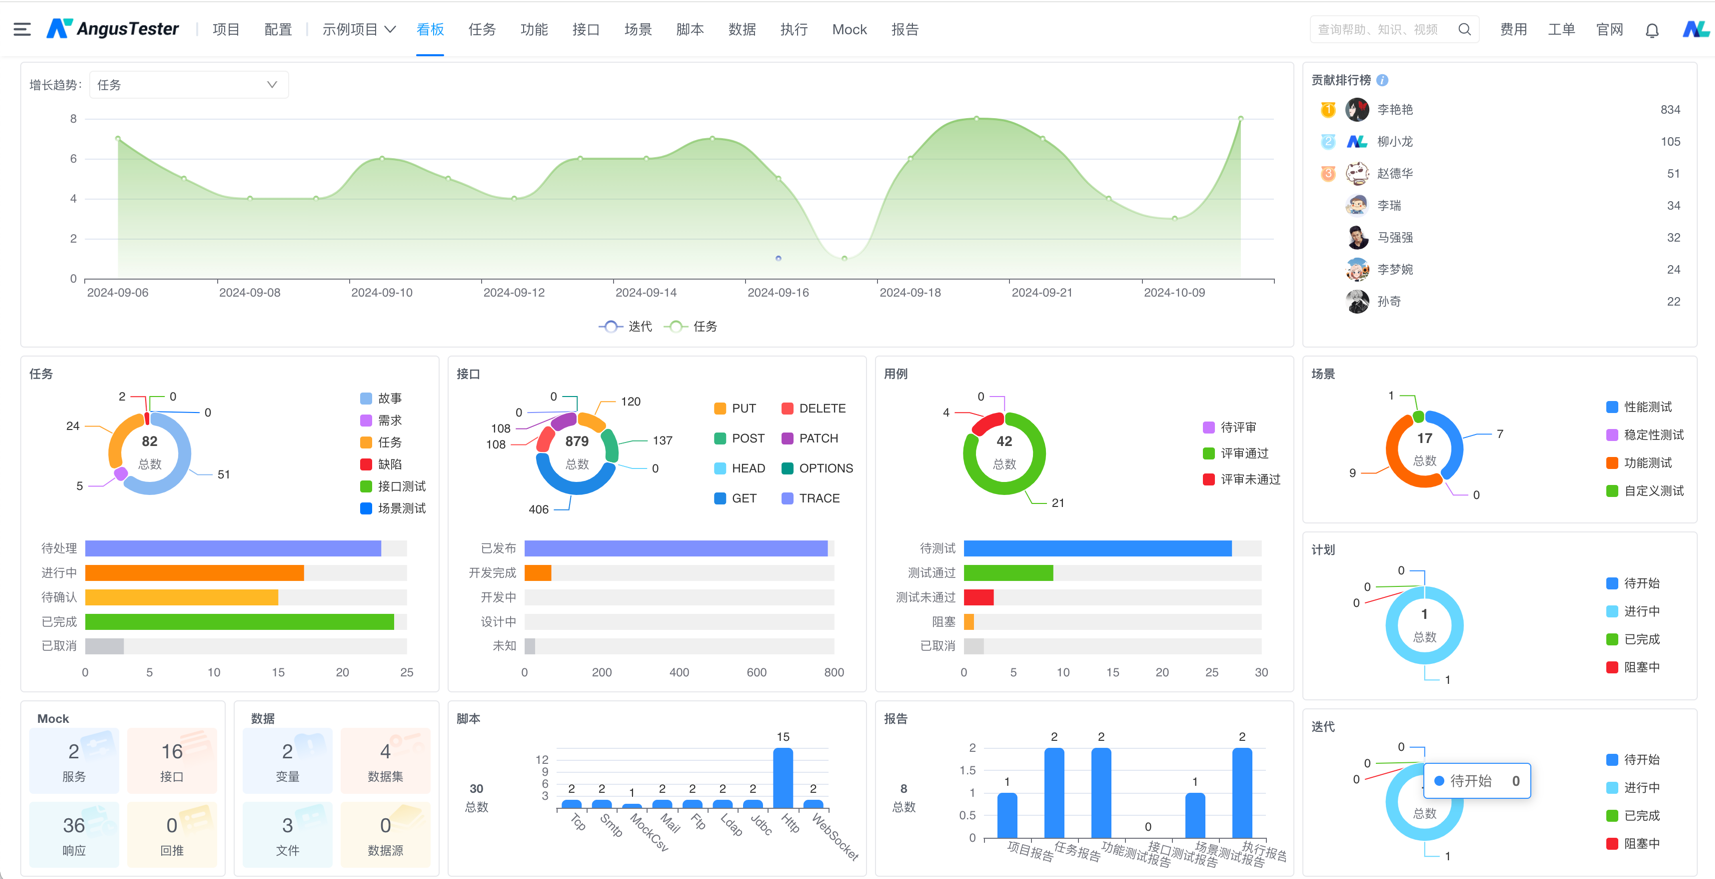 AngusTester 项目 配置 示例项目 看板 任务 功能 接口 场景 脚本 数据 执行 Mock 报告 查询帮助、知识、视频 费用 工单 官网
增长趋势: 任务
8
6
4
2
0
2024-09-06 2024-09-08 2024-09-10 2024-09-12 2024-09-14 2024-09-16 2024-09-18 2024-09-21 2024-10-09
迭代 任务
贡献排行榜
1 李艳艳 834
2 柳小龙 105
3 赵德华 51
李瑞 34
马强强 32
李梦婉 24
孙奇 22
任务
2 0
0
24
82
总数
51
5
故事
需求
任务
缺陷
接口测试
场景测试
待处理
进行中
待确认
已完成
已取消
0 5 10 15 20 25
接口
0 120
0
108
108
879
总数
137
0
406
PUT DELETE
POST PATCH
HEAD OPTIONS
GET TRACE
已发布
开发完成
开发中
设计中
未知
0 200 400 600 800
用例
0
4
42
总数
21
待评审
评审通过
评审未通过
待测试
测试通过
测试未通过
阻塞
已取消
0 5 10 15 20 25 30
场景
1
17
总数
7
9
0
性能测试
稳定性测试
功能测试
自定义测试
计划
0
0
0
1
总数
1
待开始
进行中
已完成
阻塞中
Mock
2 16
服务 接口
36 0
响应 回推
数据
2 4
变量 数据集
3 0
文件 数据源
脚本
30
总数
12
9
6
3
2 2 1 2 2 2 2 15 2
Tcp Smtp MockCsv Mail Ftp Ldap Jdbc Http WebSocket
报告
8
总数
2
1.5
1
0.5
0
1 2 2 0 1 2
项目报告 任务报告 功能测试报告 接口测试报告 场景测试报告 执行报告
迭代
0
0
0
待开始 0
总数
1
待开始
进行中
已完成
阻塞中